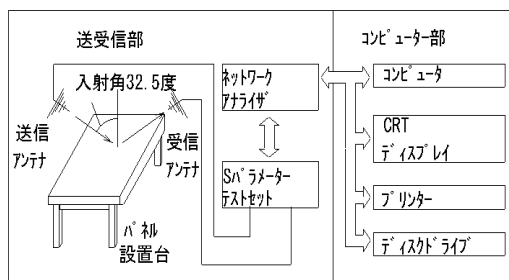 送受信部
コンピューター部
入射角32.5度
送信
アンテナ
受信
アンテナ
パネル
設置台
ネットワーク
アナライザ
Sパラメーター
テストセット
コンピュータ
CRT
ディスプレイ
プリンター
ディスクドライブ